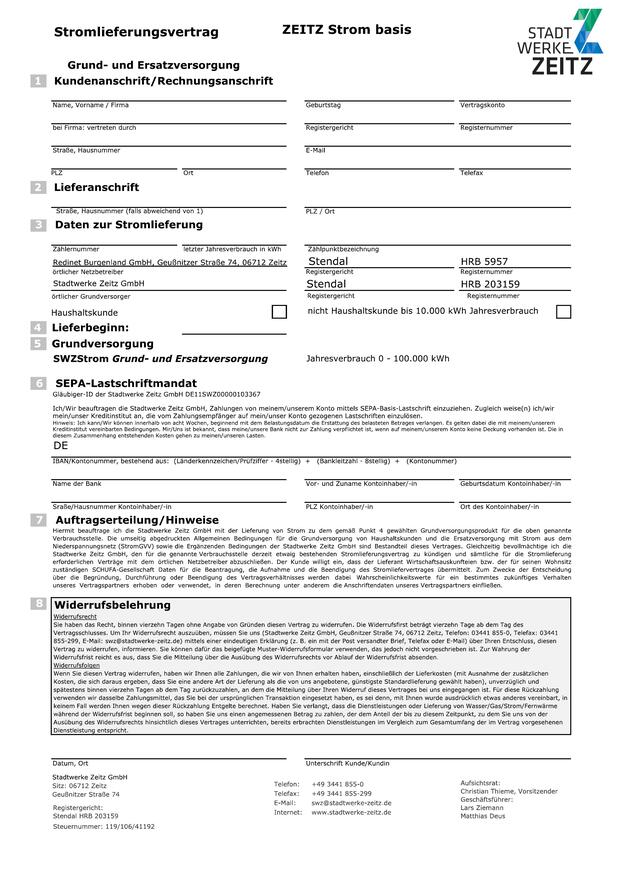 Stromlieferungsvertrag
ZEITZ Strom basis
STADT
WERKE
ZEITZ
Grund- und Ersatzversorgung
1 Kundenanschrift/Rechnungsanschrift
Name, Vorname / Firma Geburtstag Vertragskonto
bei Firma: vertreten durch Registergericht Registernummer
Straße, Hausnummer E-Mail
PLZ Ort Telefon Telefax
2 Lieferanschrift
Straße, Hausnummer (falls abweichend von 1) PLZ / Ort
3 Daten zur Stromlieferung
Zählernummer letzter Jahresverbrauch in kWh Zählpunktbezeichnung
Redinet Burgenland GmbH, Geußnitzer Straße 74, 06712 Zeitz Stendal HRB 5957
örtlicher Netzbetreiber Registergericht Registernummer
Stadtwerke Zeitz GmbH Stendal HRB 203159
örtlicher Grundversorger Registergericht Registernummer
Haushaltskunde nicht Haushaltskunde bis 10.000 kWh Jahresverbrauch
4 Lieferbeginn:
5 Grundversorgung
SWZStrom Grund- und Ersatzversorgung Jahresverbrauch 0 - 100.000 kWh
6 SEPA-Lastschriftmandat
Gläubiger-ID der Stadtwerke Zeitz GmbH DE11SWZ00000103367
Ich/Wir beauftragen die Stadtwerke Zeitz GmbH, Zahlungen von meinem/unserem Konto mittels SEPA-Basis-Lastschrift einzuziehen. Zugleich weise(n) ich/wir
mein/unser Kreditinstitut an, die vom Zahlungsempfänger auf mein/unser Konto gezogenen Lastschriften einzulösen.
Hinweis: Ich kann/Wir können innerhalb von acht Wochen, beginnend mit dem Belastungsdatum die Erstattung des belasteten Betrages verlangen. Es gelten dabei die mit meinem/unserem
Kreditinstitut vereinbarten Bedingungen. Mir/Uns ist bekannt, dass meine/unsere Bank nicht zur Zahlung verpflichtet ist, wenn auf meinem/unserem Konto keine Deckung vorhanden ist. Die in
diesem Zusammenhang entstehenden Kosten gehen zu meinen/unseren Lasten.
DE
IBAN/Kontonummer, bestehend aus: (Länderkennzeichen/Prüfziffer - 4stellig) + (Bankleitzahl - 8stellig) + (Kontonummer)
Name der Bank Vor- und Zuname Kontoinhaber/-in Geburtsdatum Kontoinhaber/-in
Sraße/Hausnummer Kontoinhaber/-in PLZ Kontoinhaber/-in Ort des Kontoinhaber/-in
7 Auftragserteilung/Hinweise
Hiermit beauftrage ich die Stadtwerke Zeitz GmbH mit der Lieferung von Strom zu dem gemäß Punkt 4 gewählten Grundversorgungsprodukt für die oben genannte
Verbrauchsstelle. Die umseitig abgedruckten Allgemeinen Bedingungen für die Grundversorgung von Haushaltskunden und die Ersatzversorgung mit Strom aus dem
Niederspannungsnetz (StromGVV) sowie die Ergänzenden Bedingungen der Stadtwerke Zeitz GmbH sind Bestandteil dieses Vertrages. Gleichzeitig bevollmächtige ich die
Stadtwerke Zeitz GmbH, den für die genannte Verbrauchsstelle derzeit etwaig bestehenden Stromlieferungsvertrag zu kündigen und sämtliche für die Stromlieferung
erforderlichen Verträge mit dem örtlichen Netzbetreiber abzuschließen. Der Kunde willigt ein, dass der Lieferant Wirtschaftsauskunfteien bzw. der für seinen Wohnsitz
zuständigen SCHUFA-Gesellschaft Daten für die Beantragung, die Aufnahme und die Beendigung des Stromliefervertrages übermittelt. Zum Zwecke der Entscheidung
über die Begründung, Durchführung oder Beendigung des Vertragsverhältnisses werden dabei Wahrscheinlichkeitswerte für ein bestimmtes zukünftiges Verhalten
unseres Vertragspartners erhoben oder verwendet, in deren Berechnung unter anderem die Anschriftendaten unseres Vertragspartners einfließen.
8 Widerrufsbelehrung
Widerrufsrecht
Sie haben das Recht, binnen vierzehn Tagen ohne Angabe von Gründen diesen Vertrag zu widerrufen. Die Widerrufsfrist beträgt vierzehn Tage ab dem Tag des
Vertragsschlusses. Um Ihr Widerrufsrecht auszuüben, müssen Sie uns (Stadtwerke Zeitz GmbH, Geußnitzer Straße 74, 06712 Zeitz, Telefon: 03441 855-0, Telefax: 03441
855-299, E-Mail: swz@stadtwerke-zeitz.de) mittels einer eindeutigen Erklärung (z. B. ein mit der Post versandter Brief, Telefax oder E-Mail) über Ihren Entschluss, diesen
Vertrag zu widerrufen, informieren. Sie können dafür das beigefügte Muster-Widerrufsformular verwenden, das jedoch nicht vorgeschrieben ist. Zur Wahrung der
Widerrufsfrist reicht es aus, dass Sie die Mitteilung über die Ausübung des Widerrufsrechts vor Ablauf der Widerrufsfrist absenden.
Widerrufsfolgen
Wenn Sie diesen Vertrag widerrufen, haben wir Ihnen alle Zahlungen, die wir von Ihnen erhalten haben, einschließlich der Lieferkosten (mit Ausnahme der zusätzlichen
Kosten, die sich daraus ergeben, dass Sie eine andere Art der Lieferung als die von uns angebotene, günstigste Standardlieferung gewählt haben), unverzüglich und
spätestens binnen vierzehn Tagen ab dem Tag zurückzuzahlen, an dem die Mitteilung über Ihren Widerruf dieses Vertrages bei uns eingegangen ist. Für diese Rückzahlung
verwenden wir dasselbe Zahlungsmittel, das Sie bei der ursprünglichen Transaktion eingesetzt haben, es sei denn, mit Ihnen wurde ausdrücklich etwas anderes vereinbart, in
keinem Fall werden Ihnen wegen dieser Rückzahlung Entgelte berechnet. Haben Sie verlangt, dass die Dienstleistungen oder Lieferung von Wasser/Gas/Strom/Fernwärme
während der Widerrufsfrist beginnen soll, so haben Sie uns einen angemessenen Betrag zu zahlen, der dem Anteil der bis zu diesem Zeitpunkt, zu dem Sie uns von der
Ausübung des Widerrufsrechts hinsichtlich dieses Vertrages unterrichten, bereits erbrachten Dienstleistungen im Vergleich zum Gesamtumfang der im Vertrag vorgesehenen
Dienstleistung entspricht.
Datum, Ort Unterschrift Kunde/Kundin
Stadtwerke Zeitz GmbH
Sitz: 06712 Zeitz
Geußnitzer Straße 74
Registergericht:
Stendal HRB 203159
Steuernummer: 119/106/41192
Telefon: +49 3441 855-0
Telefax: +49 3441 855-299
E-Mail: swz@stadtwerke-zeitz.de
Internet: www.stadtwerke-zeitz.de
Aufsichtsrat:
Christian Thieme, Vorsitzender
Geschäftsführer:
Lars Ziemann
Matthias Deus